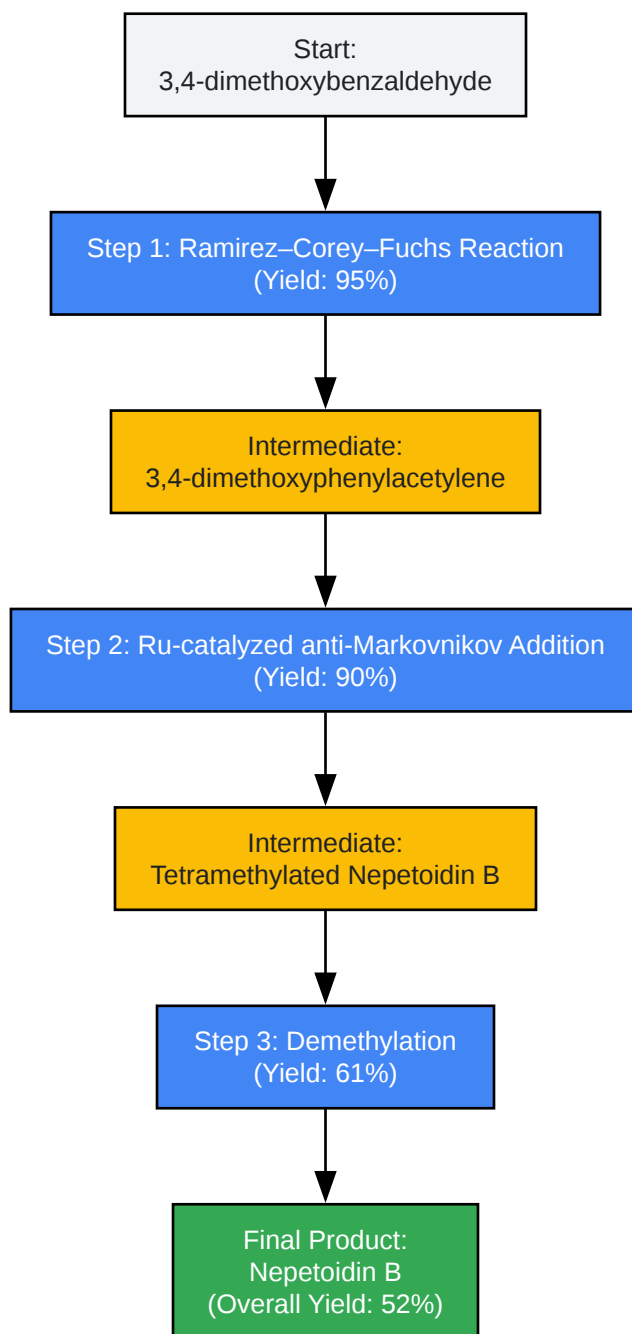 Start:
3,4-dimethoxybenzaldehyde
Step 1: Ramirez–Corey–Fuchs Reaction
(Yield: 95%)
Intermediate:
3,4-dimethoxyphenylacetylene
Step 2: Ru-catalyzed anti-Markovnikov Addition
(Yield: 90%)
Intermediate:
Tetramethylated Nepetoidin B
Step 3: Demethylation
(Yield: 61%)
Final Product:
Nepetoidin B
(Overall Yield: 52%)